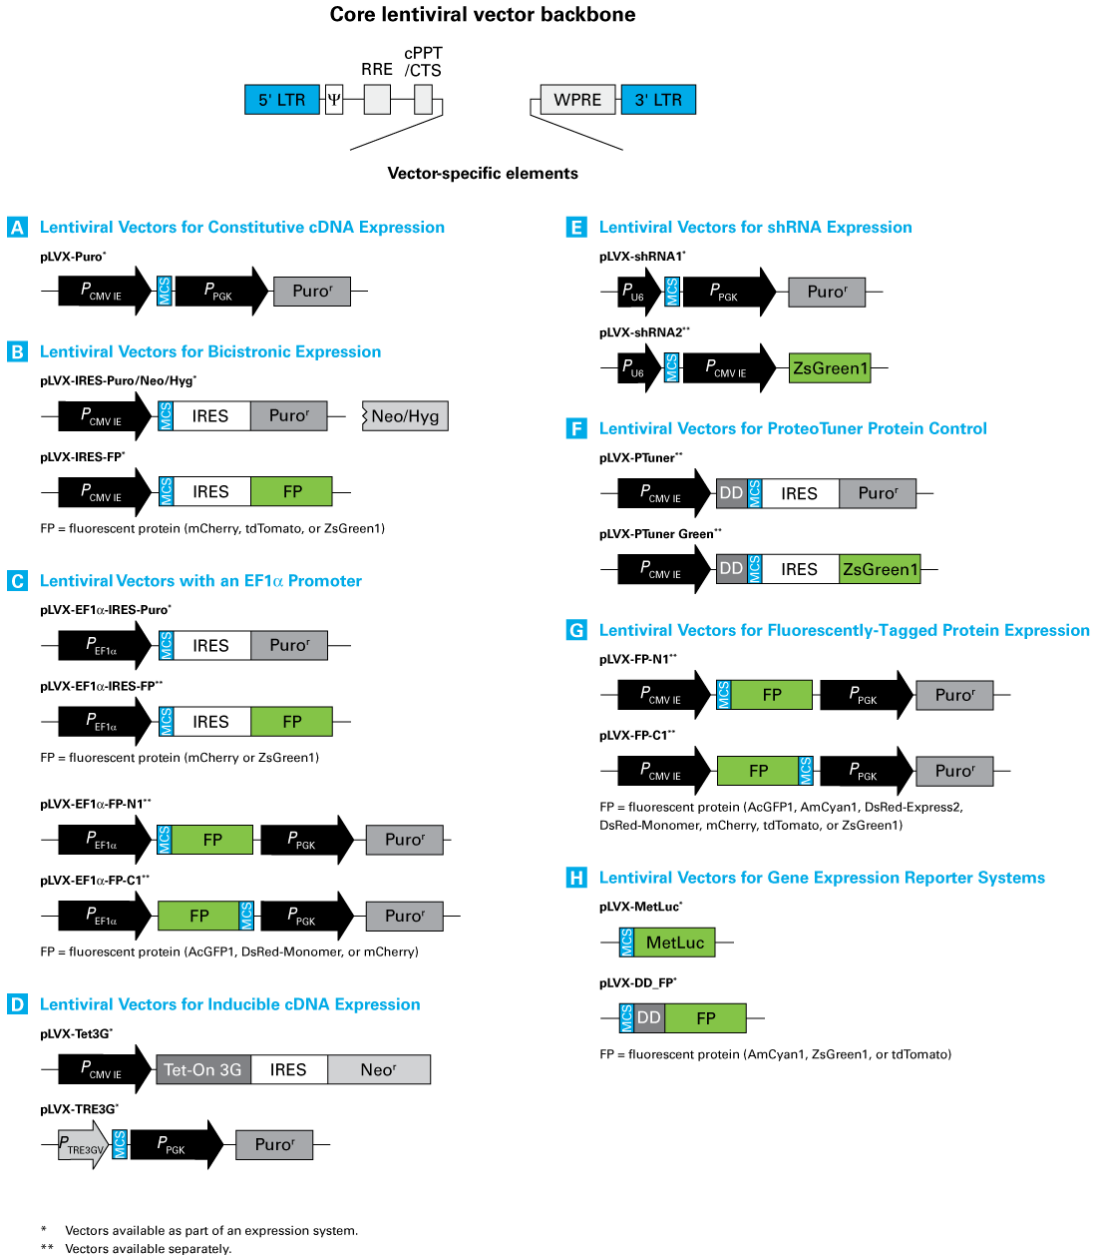 Core lentiviral vector backbone
cPPT
RRE /CTS
5' LTR Ψ WPRE 3' LTR
Vector-specific elements
A Lentiviral Vectors for Constitutive cDNA Expression
pLVX-Puro*
PCMV IE MCS PPGK Puroʳ
B Lentiviral Vectors for Bicistronic Expression
pLVX-IRES-Puro/Neo/Hyg*
PCMV IE MCS IRES Puroʳ Neo/Hyg
pLVX-IRES-FP*
PCMV IE MCS IRES FP
FP = fluorescent protein (mCherry, tdTomato, or ZsGreen1)
C Lentiviral Vectors with an EF1α Promoter
pLVX-EF1α-IRES-Puro*
PEF1α MCS IRES Puroʳ
pLVX-EF1α-IRES-FP**
PEF1α MCS IRES FP
FP = fluorescent protein (mCherry or ZsGreen1)
pLVX-EF1α-FP-N1**
PEF1α MCS FP PPGK Puroʳ
pLVX-EF1α-FP-C1**
PEF1α FP MCS PPGK Puroʳ
FP = fluorescent protein (AcGFP1, DsRed-Monomer, or mCherry)
D Lentiviral Vectors for Inducible cDNA Expression
pLVX-Tet3G*
PCMV IE Tet-On 3G IRES Neoʳ
pLVX-TRE3G*
PTRE3GV MCS PPGK Puroʳ
E Lentiviral Vectors for shRNA Expression
pLVX-shRNA1*
PU6 MCS PPGK Puroʳ
pLVX-shRNA2**
PU6 MCS PCMV IE ZsGreen1
F Lentiviral Vectors for ProteoTuner Protein Control
pLVX-PTuner**
PCMV IE DD MCS IRES Puroʳ
pLVX-PTuner Green**
PCMV IE DD MCS IRES ZsGreen1
G Lentiviral Vectors for Fluorescently-Tagged Protein Expression
pLVX-FP-N1**
PCMV IE MCS FP PPGK Puroʳ
pLVX-FP-C1**
PCMV IE FP MCS PPGK Puroʳ
FP = fluorescent protein (AcGFP1, AmCyan1, DsRed-Express2,
DsRed-Monomer, mCherry, tdTomato, or ZsGreen1)
H Lentiviral Vectors for Gene Expression Reporter Systems
pLVX-MetLuc*
MCS MetLuc
pLVX-DD_FP*
MCS DD FP
FP = fluorescent protein (AmCyan1, ZsGreen1, or tdTomato)
* Vectors available as part of an expression system.
** Vectors available separately.